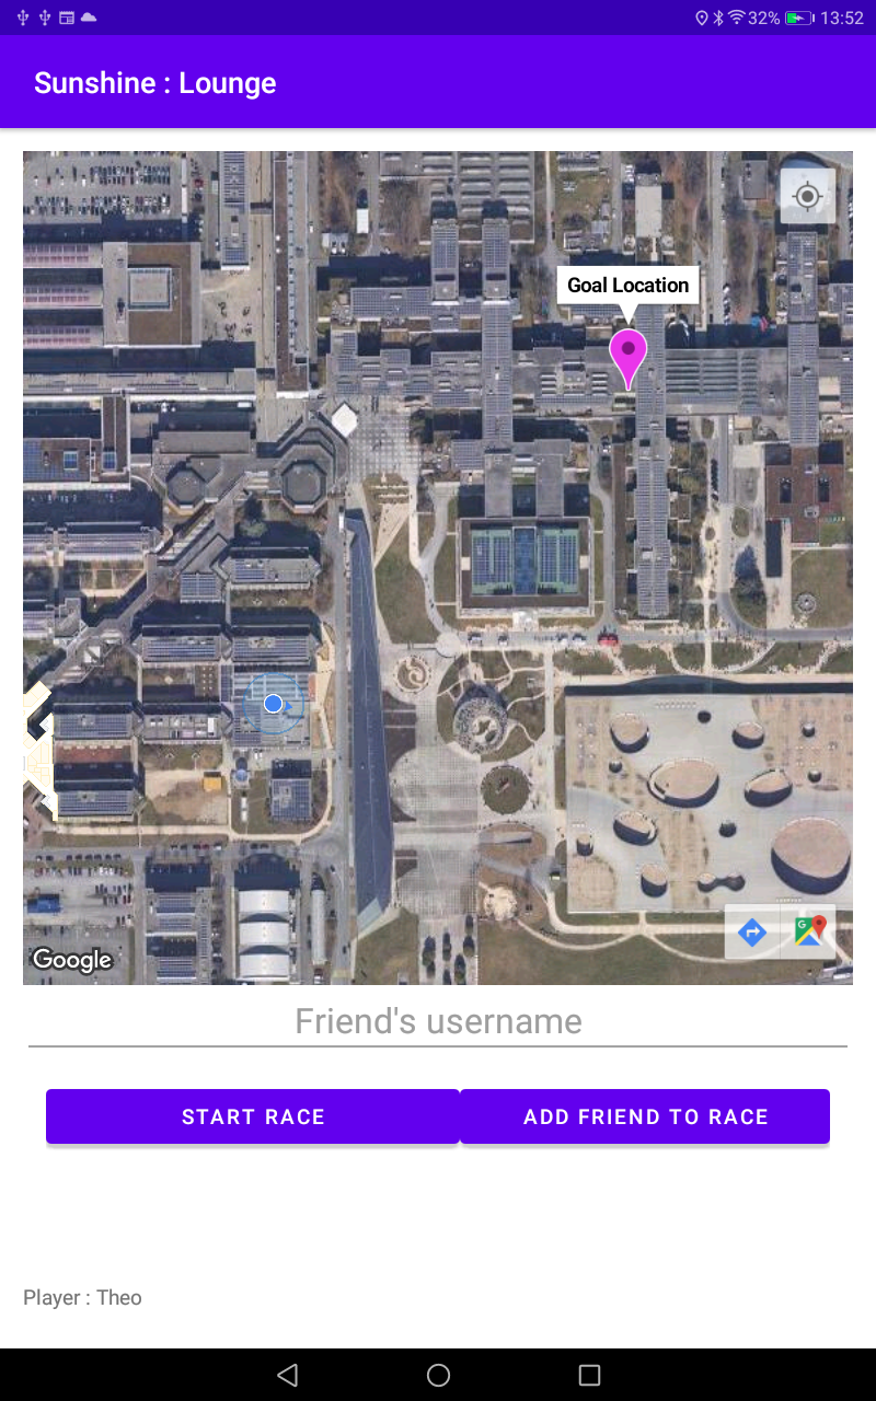 32% 13:52
Sunshine : Lounge
Goal Location
G
Google
Friend's username
START RACE
ADD FRIEND TO RACE
Player : Theo